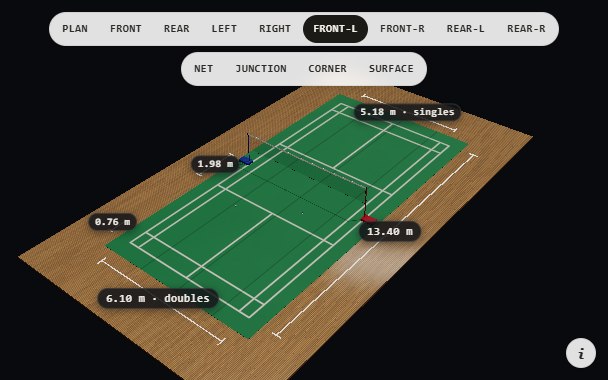 PLAN FRONT REAR LEFT RIGHT FRONT-L FRONT-R REAR-L REAR-R
NET JUNCTION CORNER SURFACE
5.18 m · singles
1.98 m
0.76 m
13.40 m
6.10 m · doubles
i